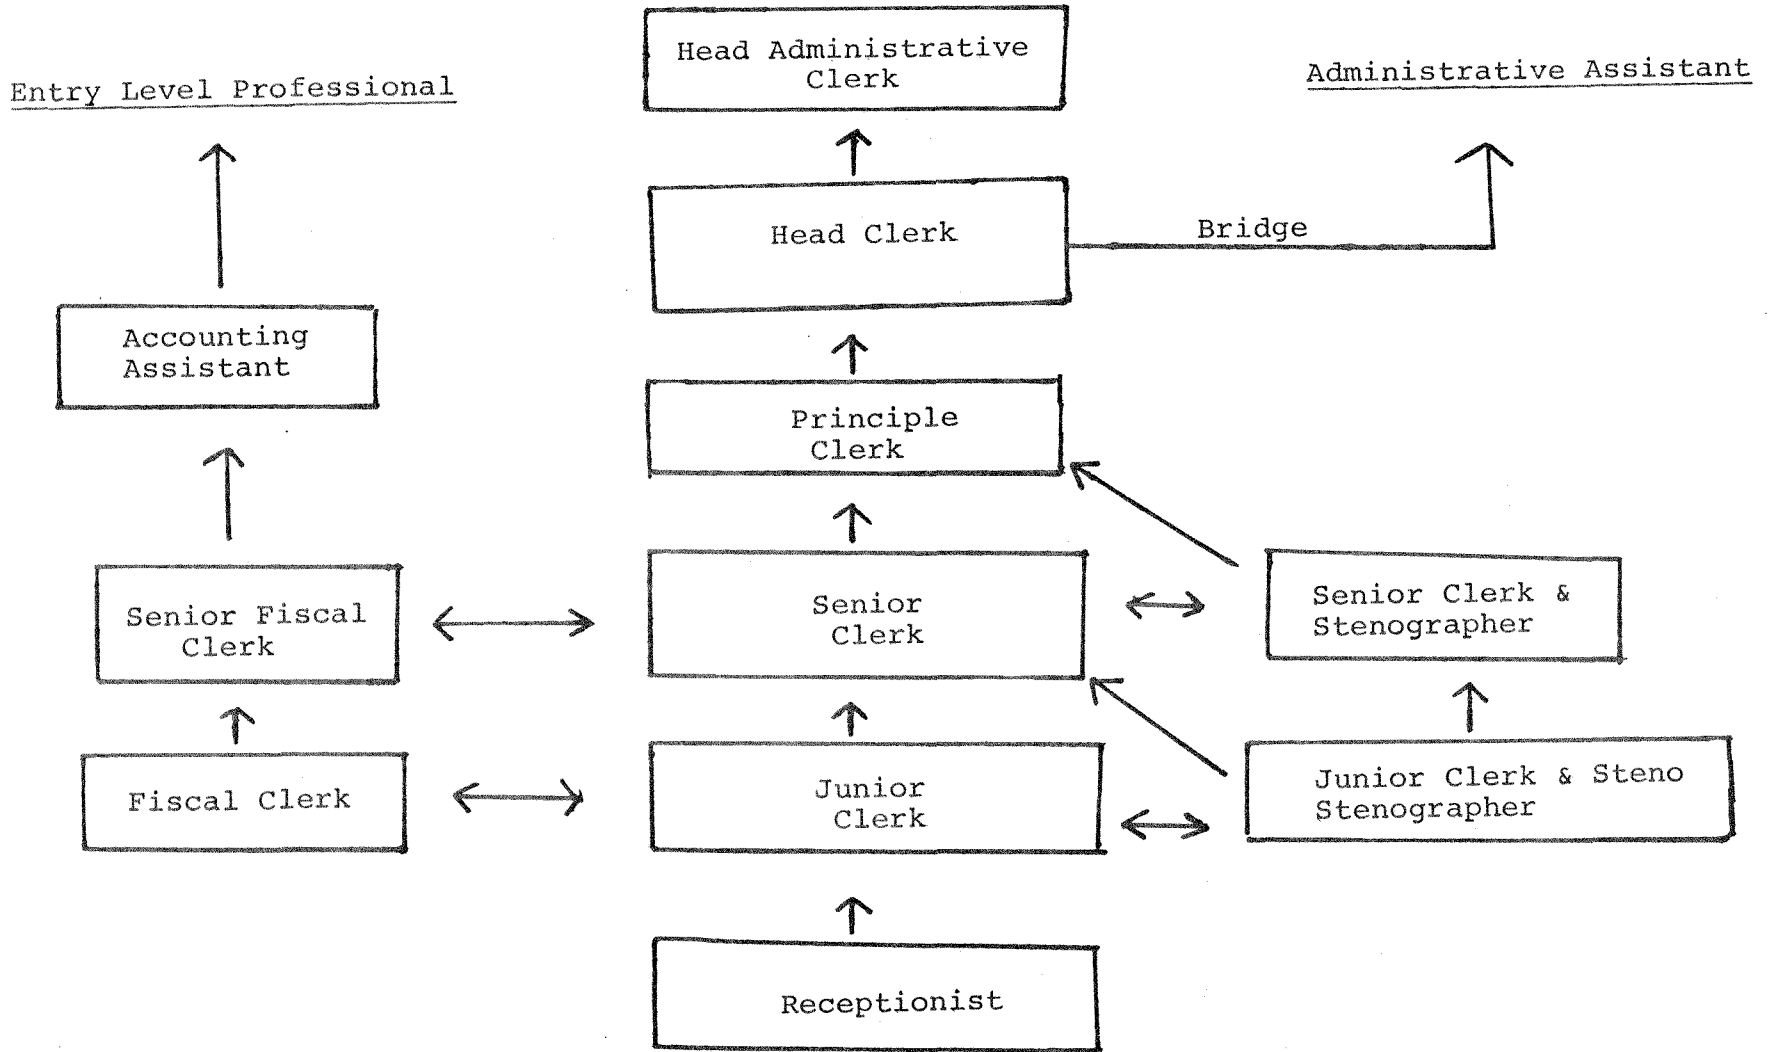 Head Administrative
Clerk
Entry Level Professional
Administrative Assistant
Head Clerk
Bridge
Accounting
Assistant
Principle
Clerk
Senior Fiscal
Clerk
Senior
Clerk
Senior Clerk &
Stenographer
Fiscal Clerk
Junior
Clerk
Junior Clerk & Steno
Stenographer
Receptionist